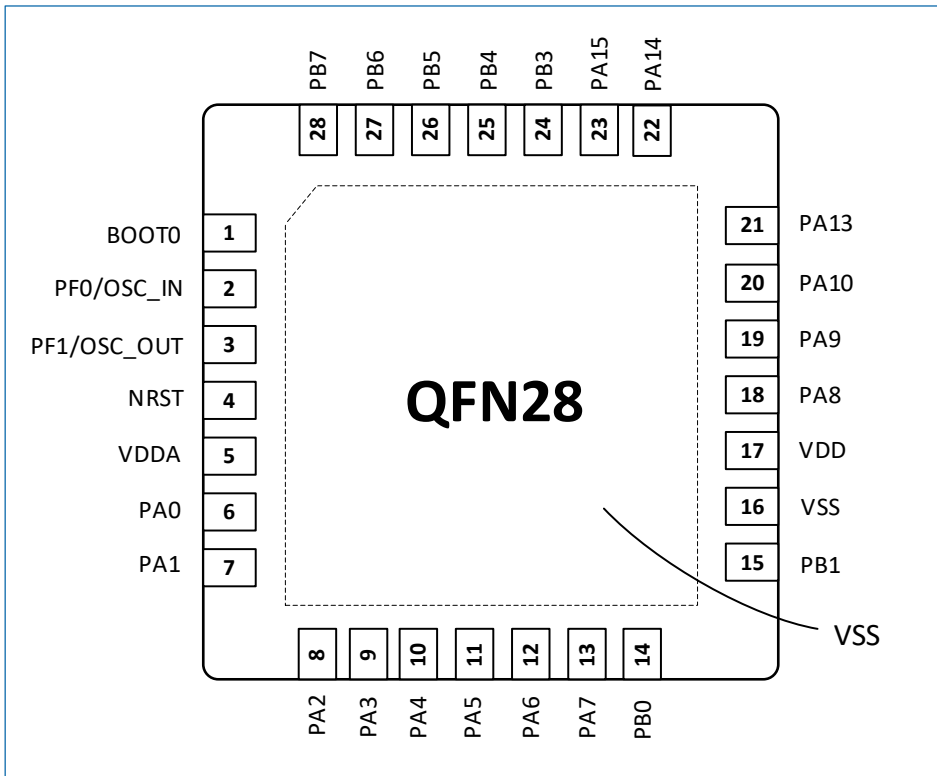 PB7 PB6 PB5 PB4 PB3 PA15 PA14
28 27 26 25 24 23 22
BOOT0 1
PF0/OSC_IN 2
PF1/OSC_OUT 3
NRST 4
VDDA 5
PA0 6
PA1 7
QFN28
21 PA13
20 PA10
19 PA9
18 PA8
17 VDD
16 VSS
15 PB1
VSS
8 9 10 11 12 13 14
PA2 PA3 PA4 PA5 PA6 PA7 PB0